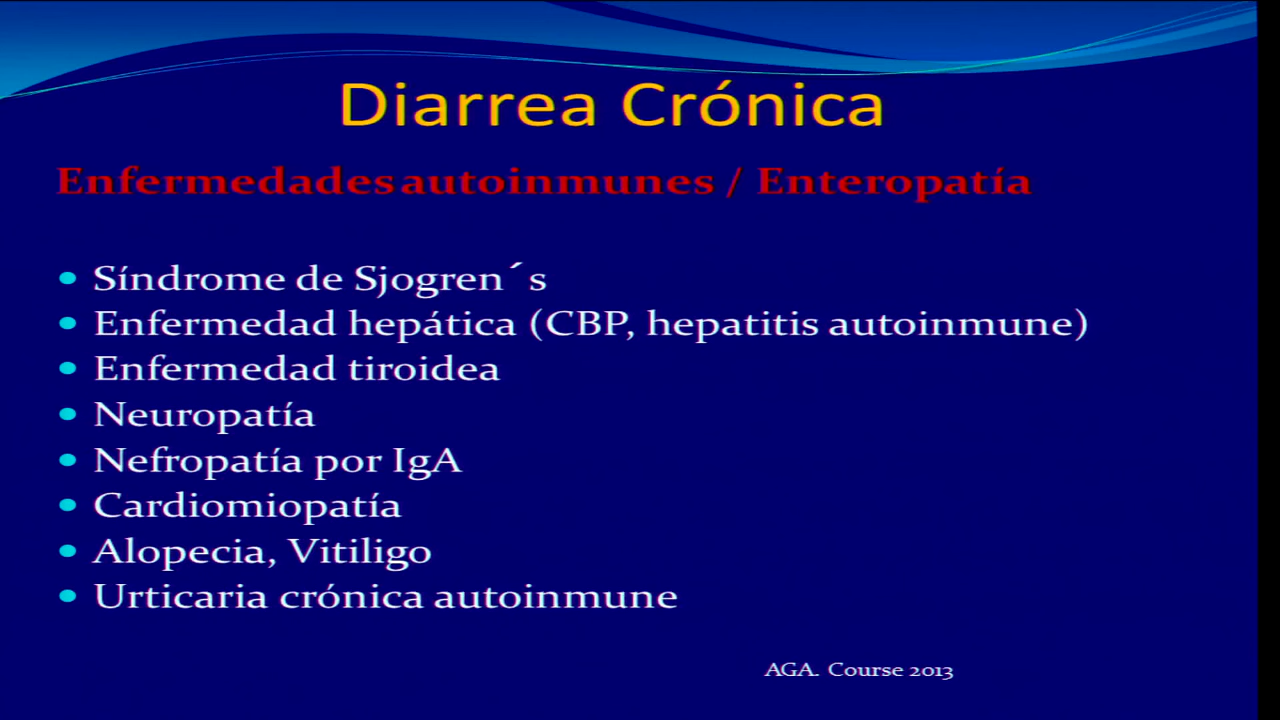 Diarrea Crónica
Enfermedades autoinmunes / Enteropatía
• Síndrome de Sjogren´s
• Enfermedad hepática (CBP, hepatitis autoinmune)
• Enfermedad tiroidea
• Neuropatía
• Nefropatía por IgA
• Cardiomiopatía
• Alopecia, Vitiligo
• Urticaria crónica autoinmune
AGA. Course 2013